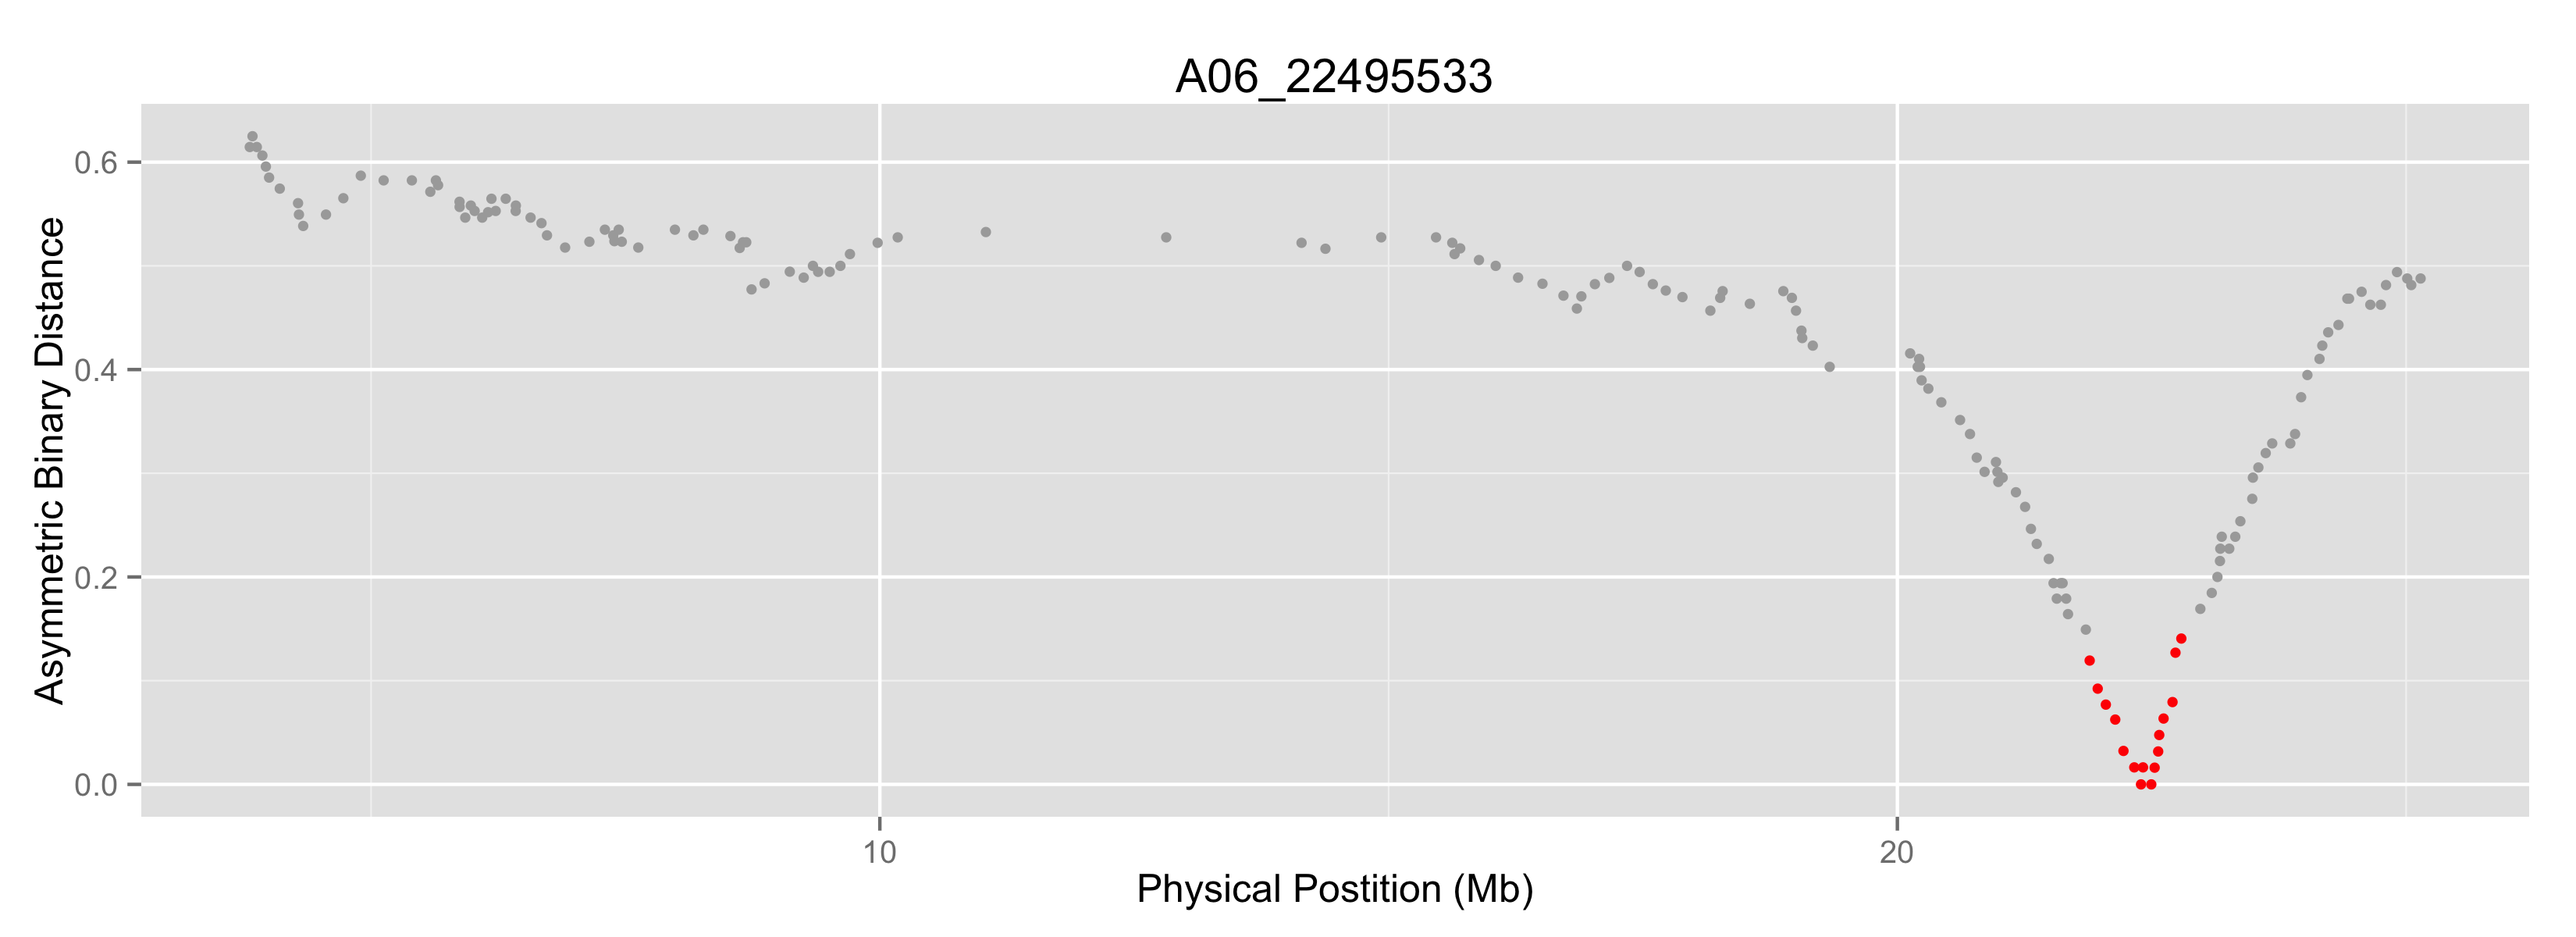 A06_22495533
Asymmetric Binary Distance
0.6
0.4
0.2
0.0
10
20
Physical Postition (Mb)